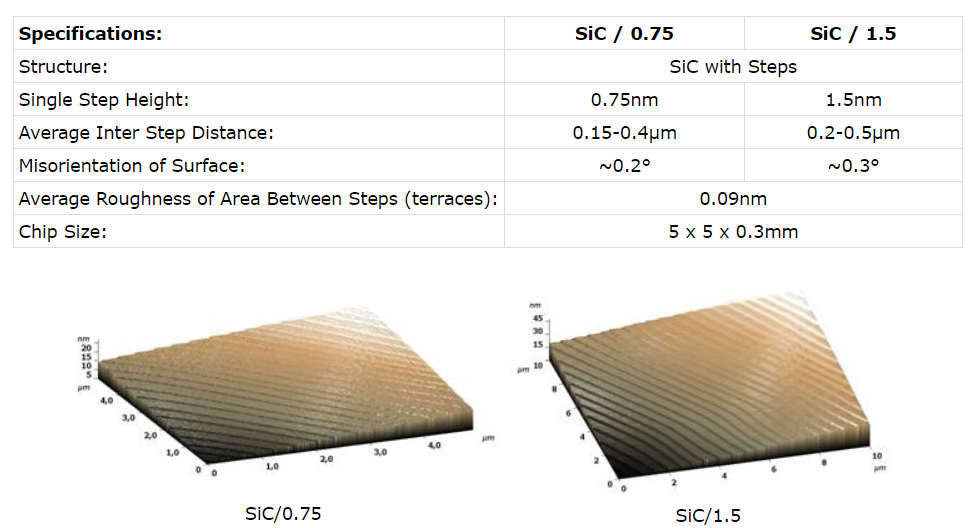 Specifications: SiC / 0.75 SiC / 1.5
Structure: SiC with Steps
Single Step Height: 0.75nm 1.5nm
Average Inter Step Distance: 0.15-0.4µm 0.2-0.5µm
Misorientation of Surface: ~0.2° ~0.3°
Average Roughness of Area Between Steps (terraces): 0.09nm
Chip Size: 5 x 5 x 0.3mm
nm
20
15
10
5
µm
4,0
3,0
2,0
1,0
0
0
1,0
2,0
3,0
4,0
µm
nm
45
30
15
µm 10
8
6
4
2
0
0
2
4
6
8
10
µm
SiC/0.75
SiC/1.5